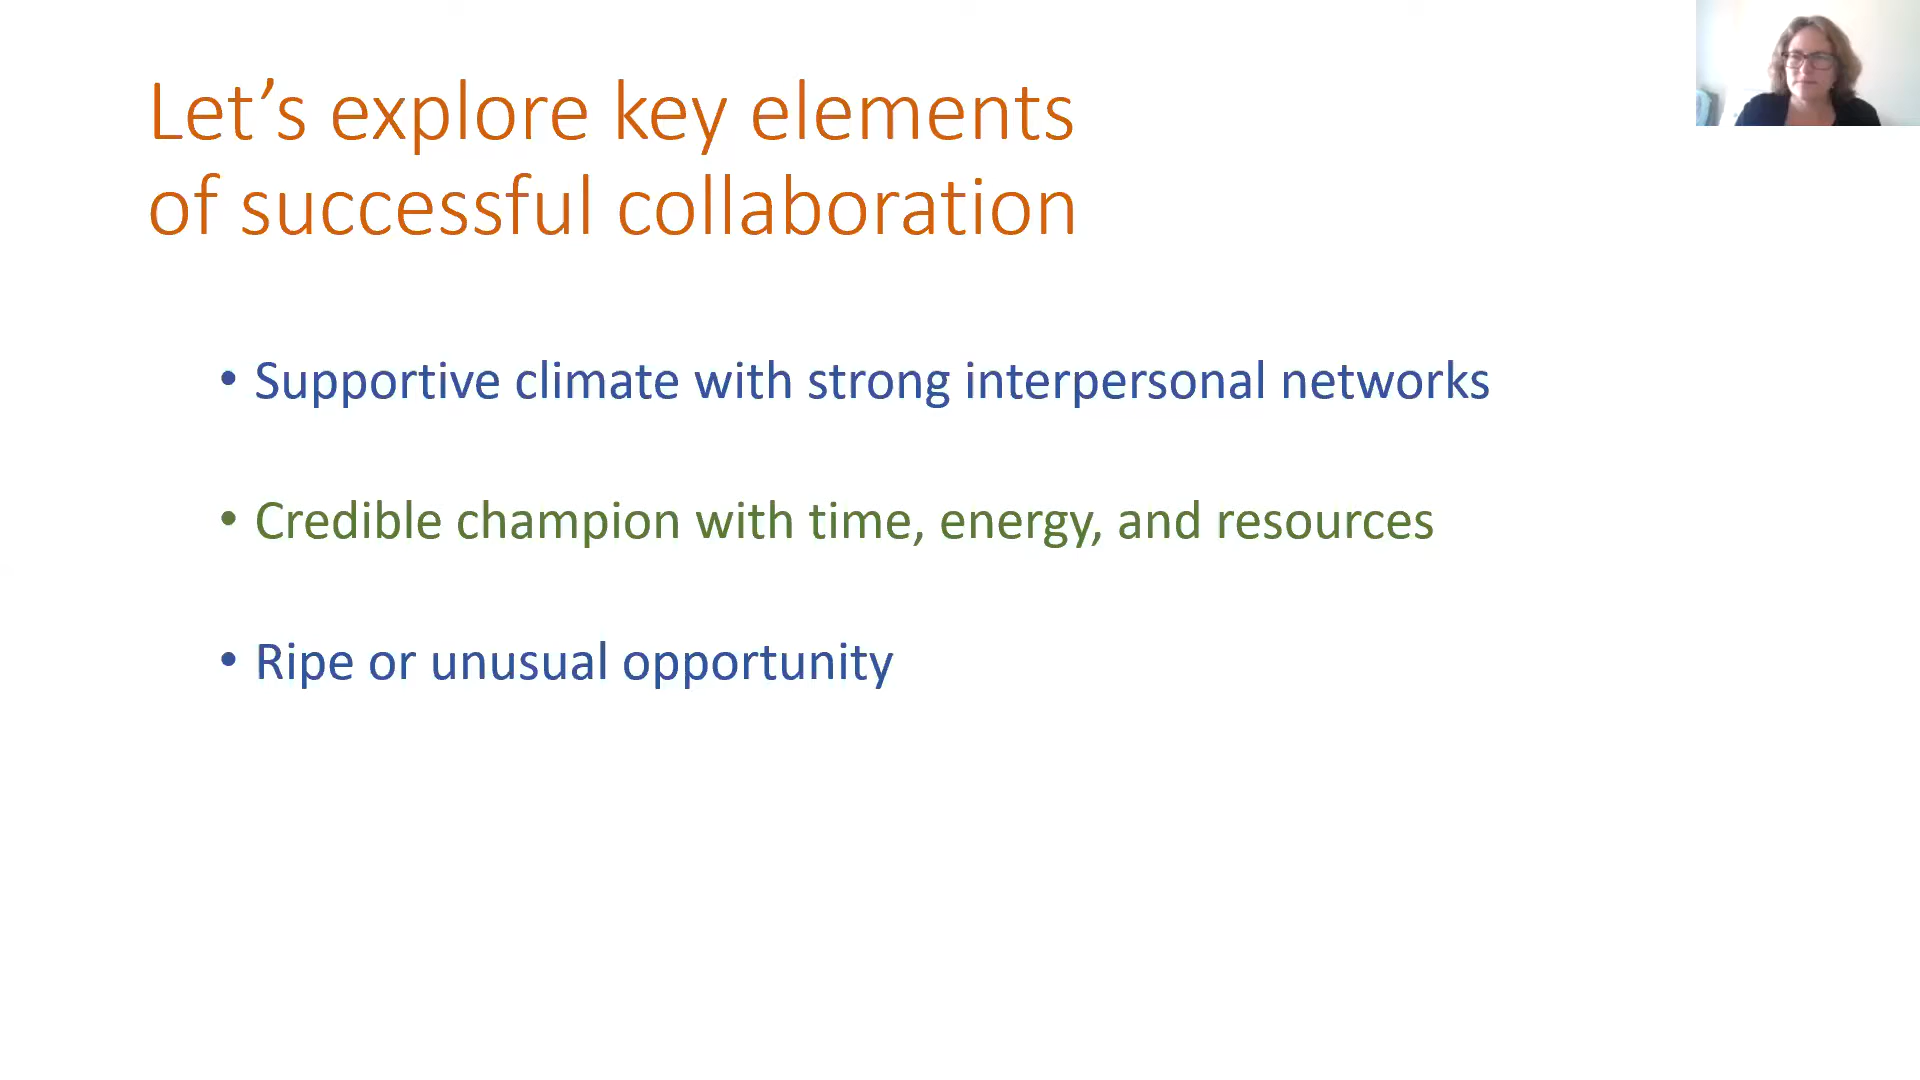 Let’s explore key elements
of successful collaboration
• Supportive climate with strong interpersonal networks
• Credible champion with time, energy, and resources
• Ripe or unusual opportunity